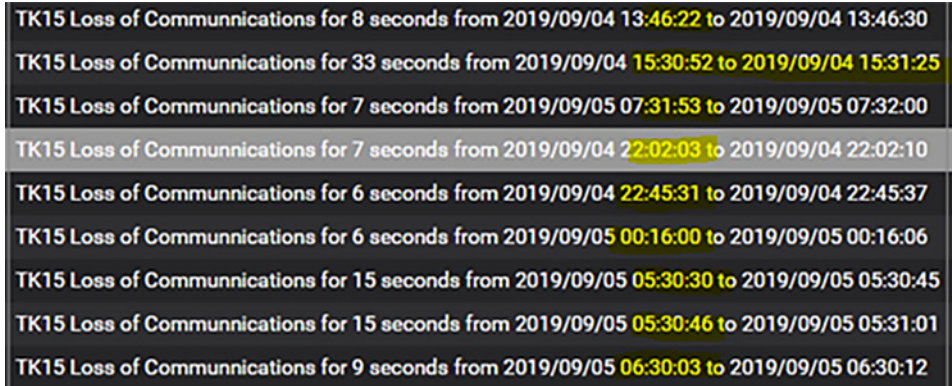 TK15 Loss of Communnications for 8 seconds from 2019/09/04 13:46:22 to 2019/09/04 13:46:30
TK15 Loss of Communnications for 33 seconds from 2019/09/04 15:30:52 to 2019/09/04 15:31:25
TK15 Loss of Communnications for 7 seconds from 2019/09/05 07:31:53 to 2019/09/05 07:32:00
TK15 Loss of Communnications for 7 seconds from 2019/09/04 22:02:03 to 2019/09/04 22:02:10
TK15 Loss of Communnications for 6 seconds from 2019/09/04 22:45:31 to 2019/09/04 22:45:37
TK15 Loss of Communnications for 6 seconds from 2019/09/05 00:16:00 to 2019/09/05 00:16:06
TK15 Loss of Communnications for 15 seconds from 2019/09/05 05:30:30 to 2019/09/05 05:30:45
TK15 Loss of Communnications for 15 seconds from 2019/09/05 05:30:46 to 2019/09/05 05:31:01
TK15 Loss of Communnications for 9 seconds from 2019/09/05 06:30:03 to 2019/09/05 06:30:12